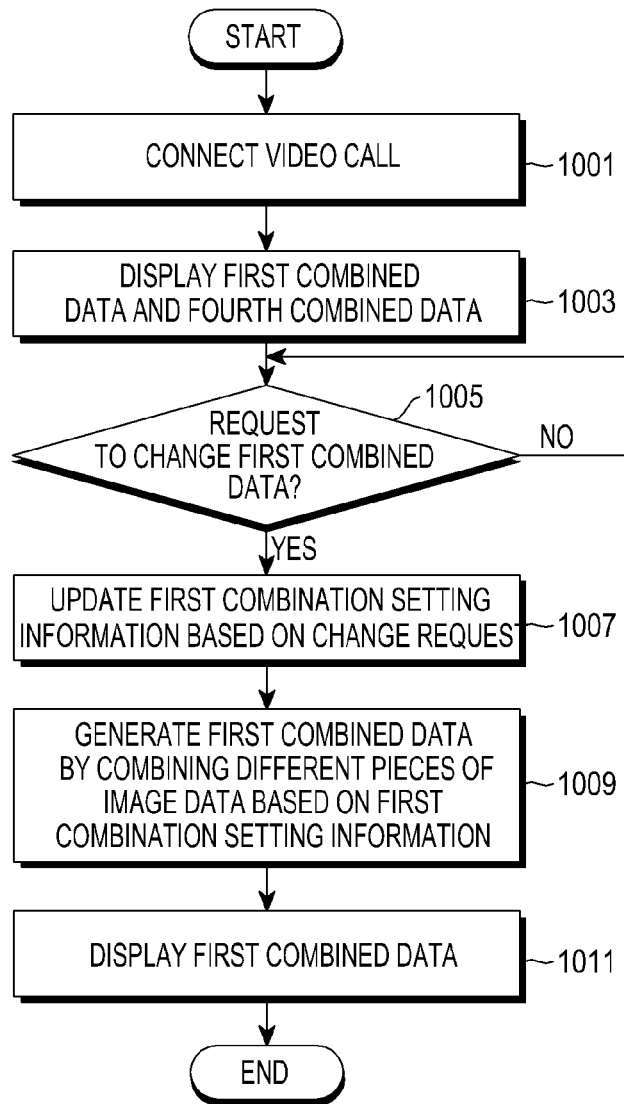 START
CONNECT VIDEO CALL
1001
DISPLAY FIRST COMBINED
DATA AND FOURTH COMBINED DATA
1003
1005
REQUEST
TO CHANGE FIRST COMBINED
DATA?
NO
YES
UPDATE FIRST COMBINATION SETTING
INFORMATION BASED ON CHANGE REQUES
1007
GENERATE FIRST COMBINED DATA
BY COMBINING DIFFERENT PIECES OF
IMAGE DATA BASED ON FIRST
COMBINATION SETTING INFORMATION
1009
DISPLAY FIRST COMBINED DATA
1011
END